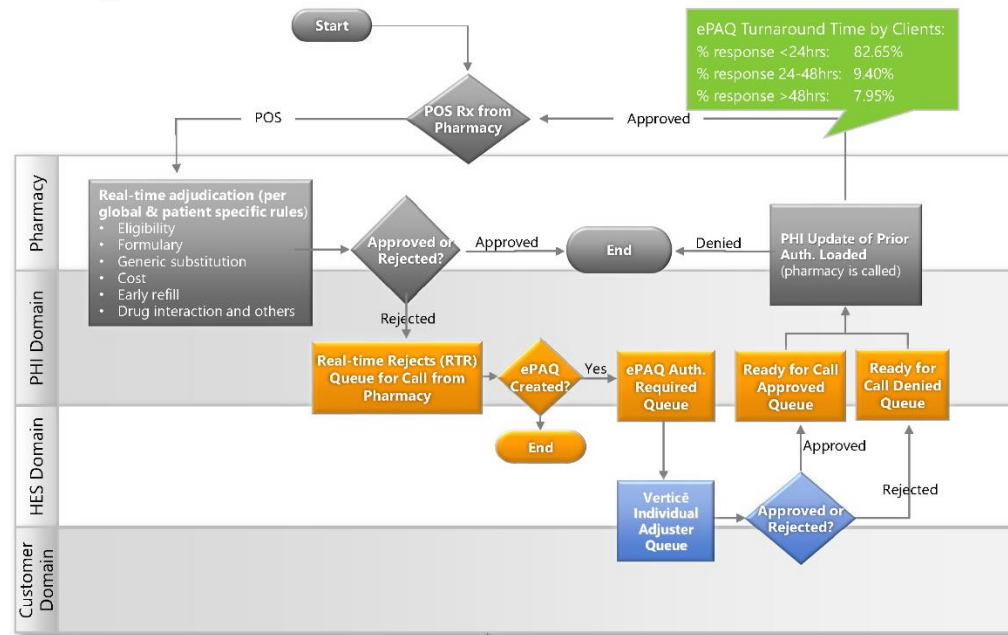 Start
ePAQ Turnaround Time by Clients:
% response <24hrs: 82.65%
% response 24-48hrs: 9.40%
% response >48hrs: 7.95%
POS
POS Rx from
Pharmacy
Approved
Pharmacy
Real-time adjudication (per
global & patient specific rules)
• Eligibility
• Formulary
• Generic substitution
• Cost
• Early refill
• Drug interaction and others
Approved or
Rejected?
Approved
End
Denied
PHI Update of Prior
Auth. Loaded
(pharmacy is called)
PHI Domain
Rejected
Real-time Rejects (RTR)
Queue for Call from
Pharmacy
ePAQ
Created?
Yes
ePAQ Auth.
Required
Queue
Ready for Call
Approved
Queue
Ready for
Call Denied
Queue
End
HES Domain
Approved
Rejected
Verticē
Individual
Adjuster
Queue
Approved or
Rejected?
Customer
Domain